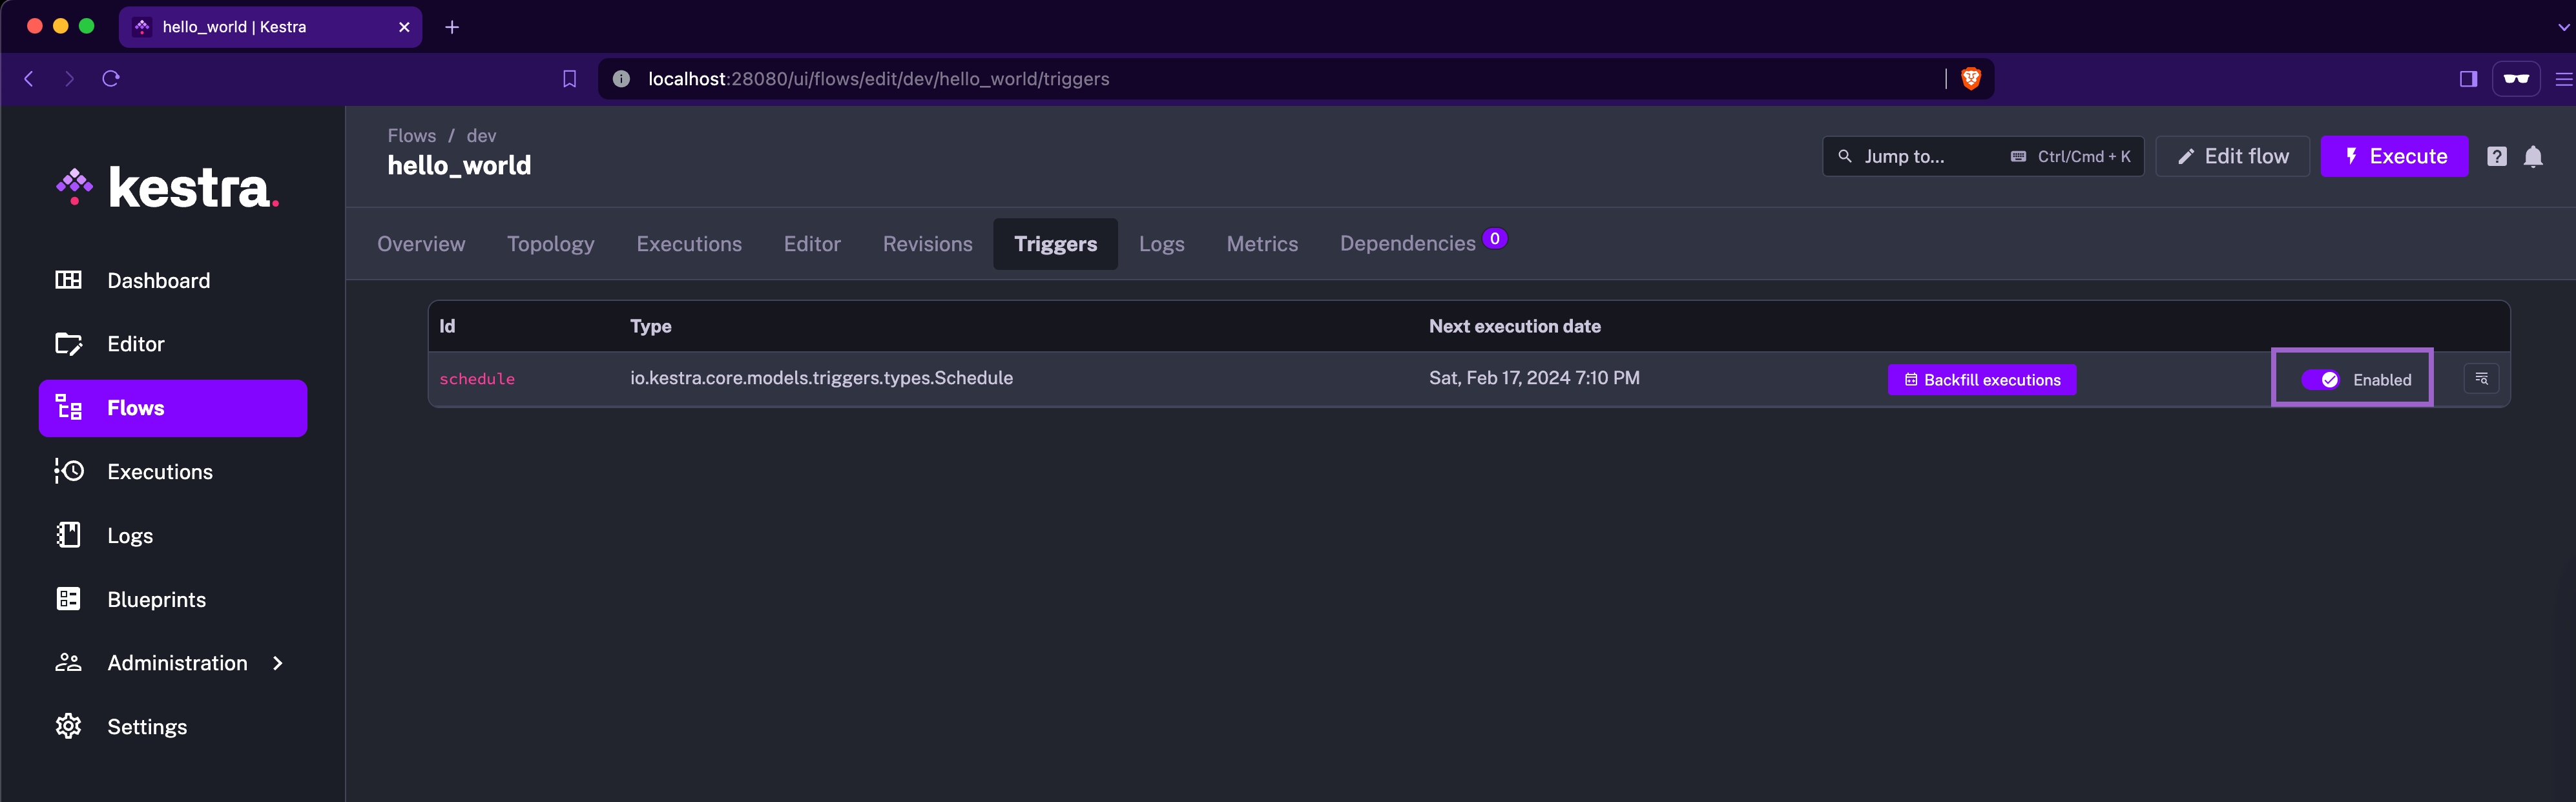 hello_world | Kestra
localhost:28080/ui/flows/edit/dev/hello_world/triggers
kestra.
Dashboard
Editor
Flows
Executions
Logs
Blueprints
Administration
Settings
Flows / dev
hello_world
Jump to... Ctrl/Cmd + K
Edit flow
Execute
Overview Topology Executions Editor Revisions Triggers Logs Metrics Dependencies 0
Id Type Next execution date
schedule io.kestra.core.models.triggers.types.Schedule Sat, Feb 17, 2024 7:10 PM Backfill executions Enabled